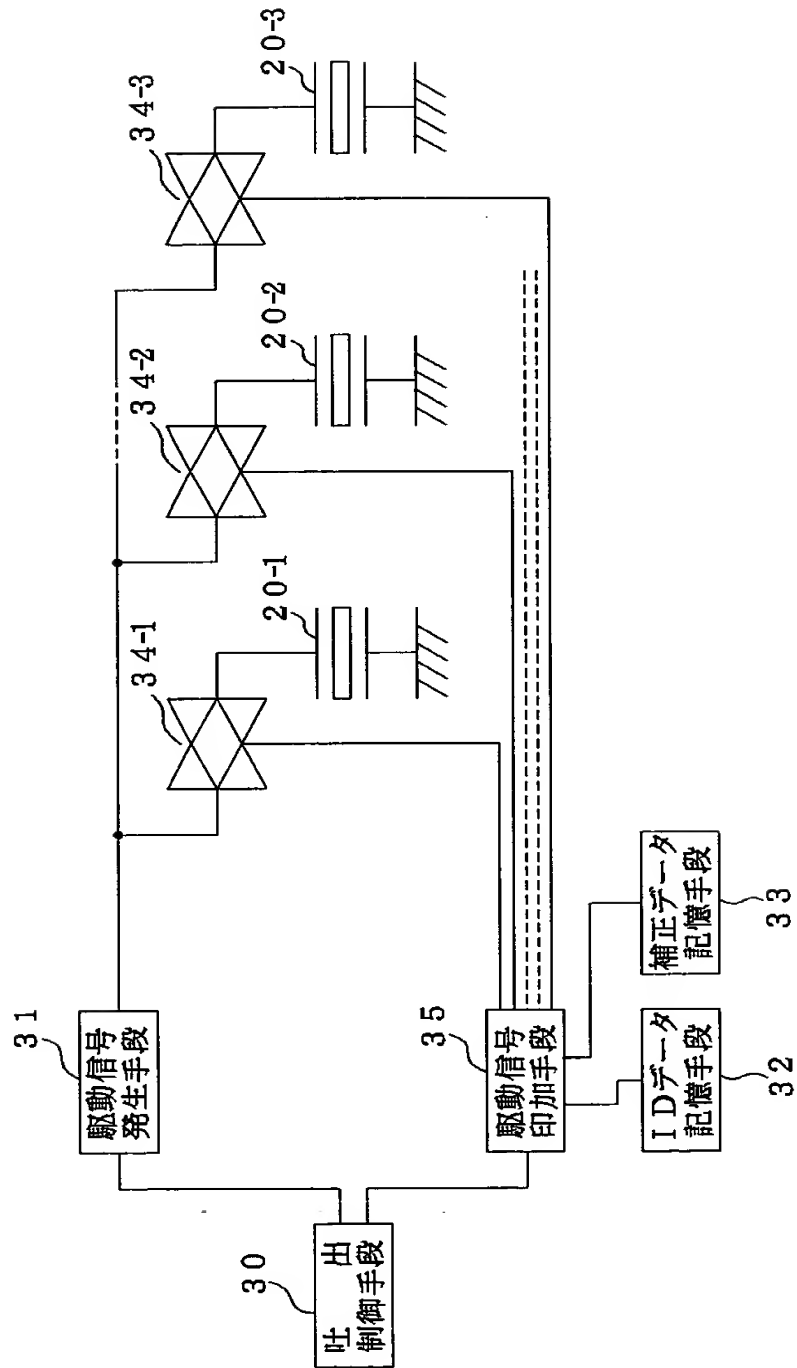 31
駆動信号
発生手段
34-1
20-1
34-2
20-2
34-3
20-3
30
吐　出
制御手段
35
駆動信号
印加手段
IDデータ
記憶手段
32
補正データ
記憶手段
33